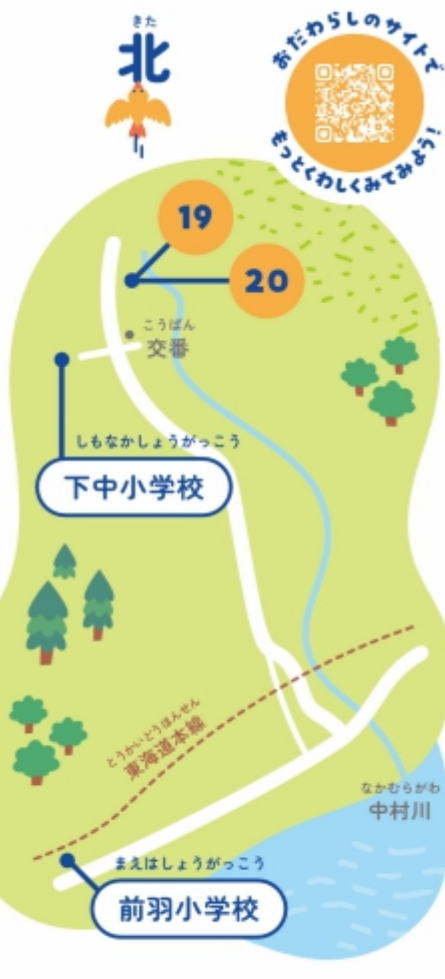 きた
北
おだわらしのサイトで
もっとくわしくみてみよう!
19
20
こうばん
交番
しもなかしょうがっこう
下中小学校
とうかいどうほんせん
東海道本線
なかむらがわ
中村川
まえはしょうがっこう
前羽小学校